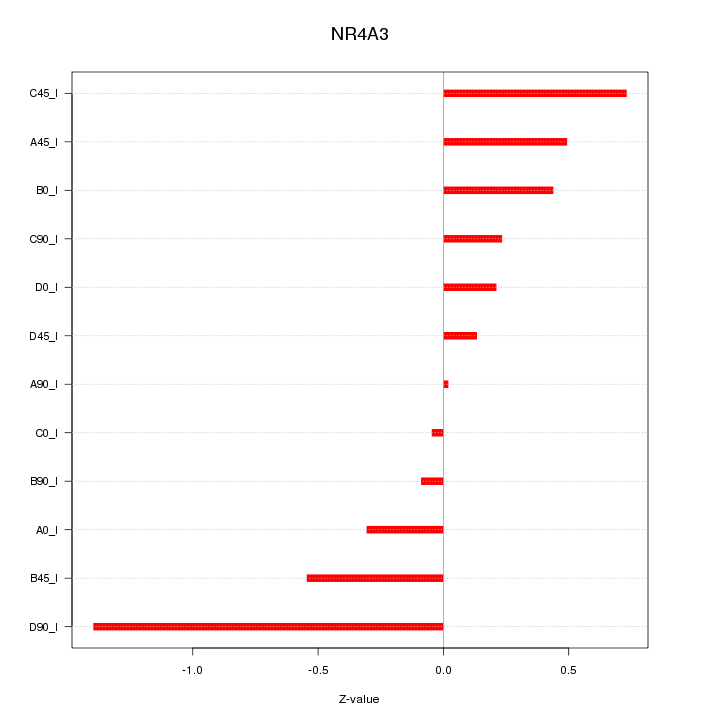 NR4A3
C45_I
A45_I
B0_I
C90_I
D0_I
D45_I
A90_I
C0_I
B90_I
A0_I
B45_I
D90_I
-1.0 -0.5 0.0 0.5
Z-value